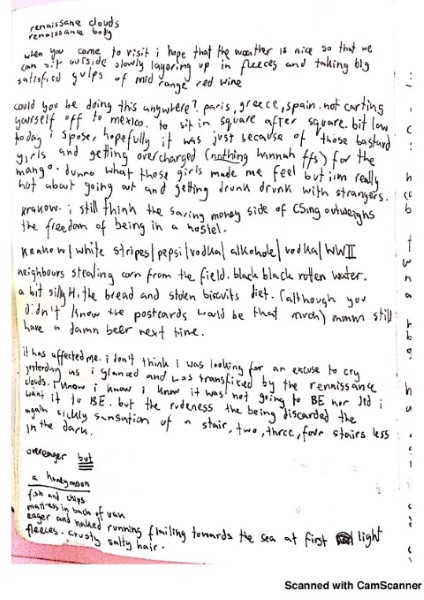 renaissance clouds
renaissance body
when you come to visit i hope that the weather is nice so that we
can sit outside slowly layering up in fleeces and taking big
satisfied gulps of mid range red wine
could you be doing this anywhere? paris, greece, spain. not carting
yourself off to mexico. to sit in square after square. bit low
today i spose, hopefully it was just because of those bastard
girls and getting overcharged (nothing hannah ffs) for the
mango. dunno what those girls made me feel but im really
not about going out and getting drunk drunk with strangers.
Krakow. i still think the saving money side of CSing outweighs
the freedom of being in a hostel.
Krakow/white stripes/pepsi/vodka/alkohole/vodka/WWII
neighbours stealing corn from the field. black black rotten water.
a bit silly H, the bread and stolen biscuits diet. (although you
didn't know the postcards would be that much) mmm still
have a damn beer next time.
it has affected me. i don't think i was looking for an excuse to cry
yesterday as i glanced and was transfixed by the renaissance
clouds. i know i know i know it was not going to BE nor did i
want it to BE. but the rudeness the being discarded the
again sickly sensation of a stair, two, three, four stairs less
in the dark.
overeager but
a honeymoon
fish and chips
mattress in back of van
eager and naked running flailing towards the sea at first light
fleeces. crusty salty hair.
Scanned with CamScanner